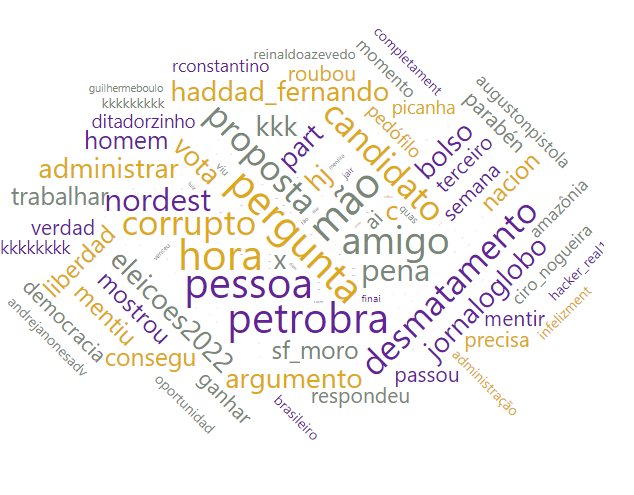 completament
reinaldoazevedo
momento
rconstantino
roubou
guilhermeboulo
haddad_fernando
augustonpistola
kkkkkkkkk
picanha
parabén
ditadorzinho
proposta
kkk
candidato
pedófilo
bolso
homem
part
terceiro
vota
viu
hj
jair
nacion
administrar
pergunta
mão
semana
trabalhar
nordest
c
quas
amazônia
verdad
corrupto
ai
ciro_nogueira
kkkkkkkk
hora
x
amigo
desmatamento
hacker_real1
liberdad
eleicoes2022
pessoa
pena
jornaloglobo
democracia
mentiu
mostrou
finai
infelizment
andrejanonesadv
petrobra
mentir
consegu
sf_moro
precisa
argumento
passou
administração
ganhar
respondeu
oportunidad
brasileiro